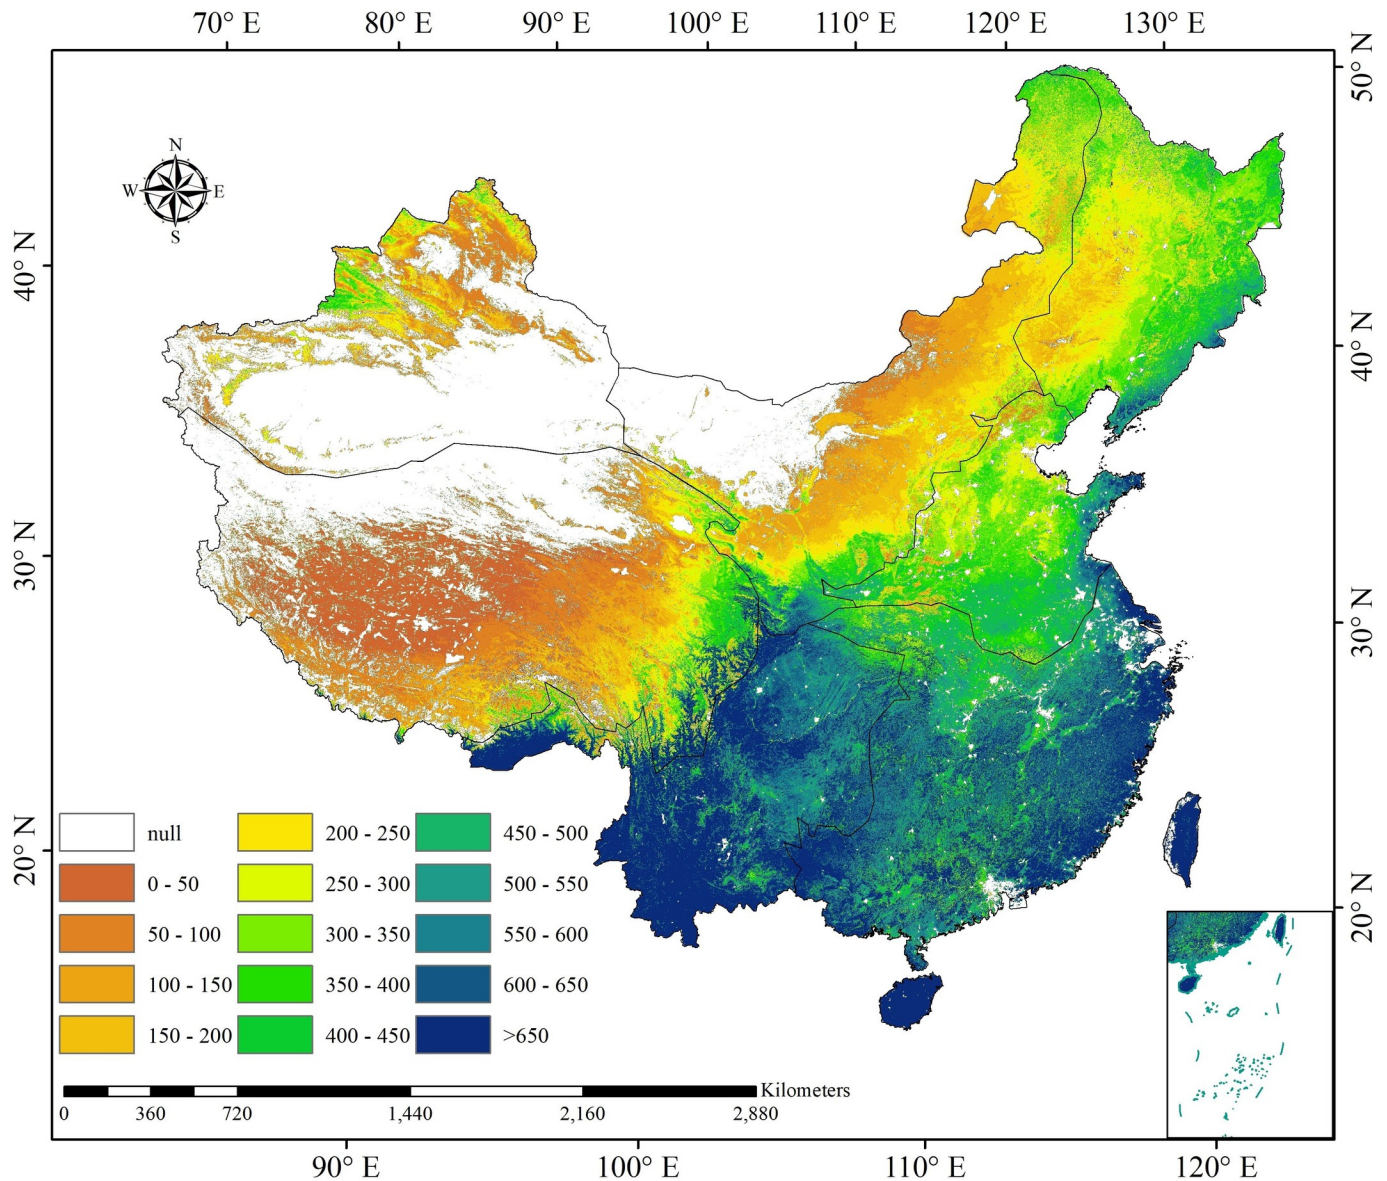 70° E 80° E 90° E 100° E 110° E 120° E 130° E
50° N
N
W E
S
40° N
40° N
30° N
30° N
20° N
20° N
null 200 - 250 450 - 500
0 - 50 250 - 300 500 - 550
50 - 100 300 - 350 550 - 600
100 - 150 350 - 400 600 - 650
150 - 200 400 - 450 >650
Kilometers
0 360 720 1,440 2,160 2,880
90° E 100° E 110° E 120° E